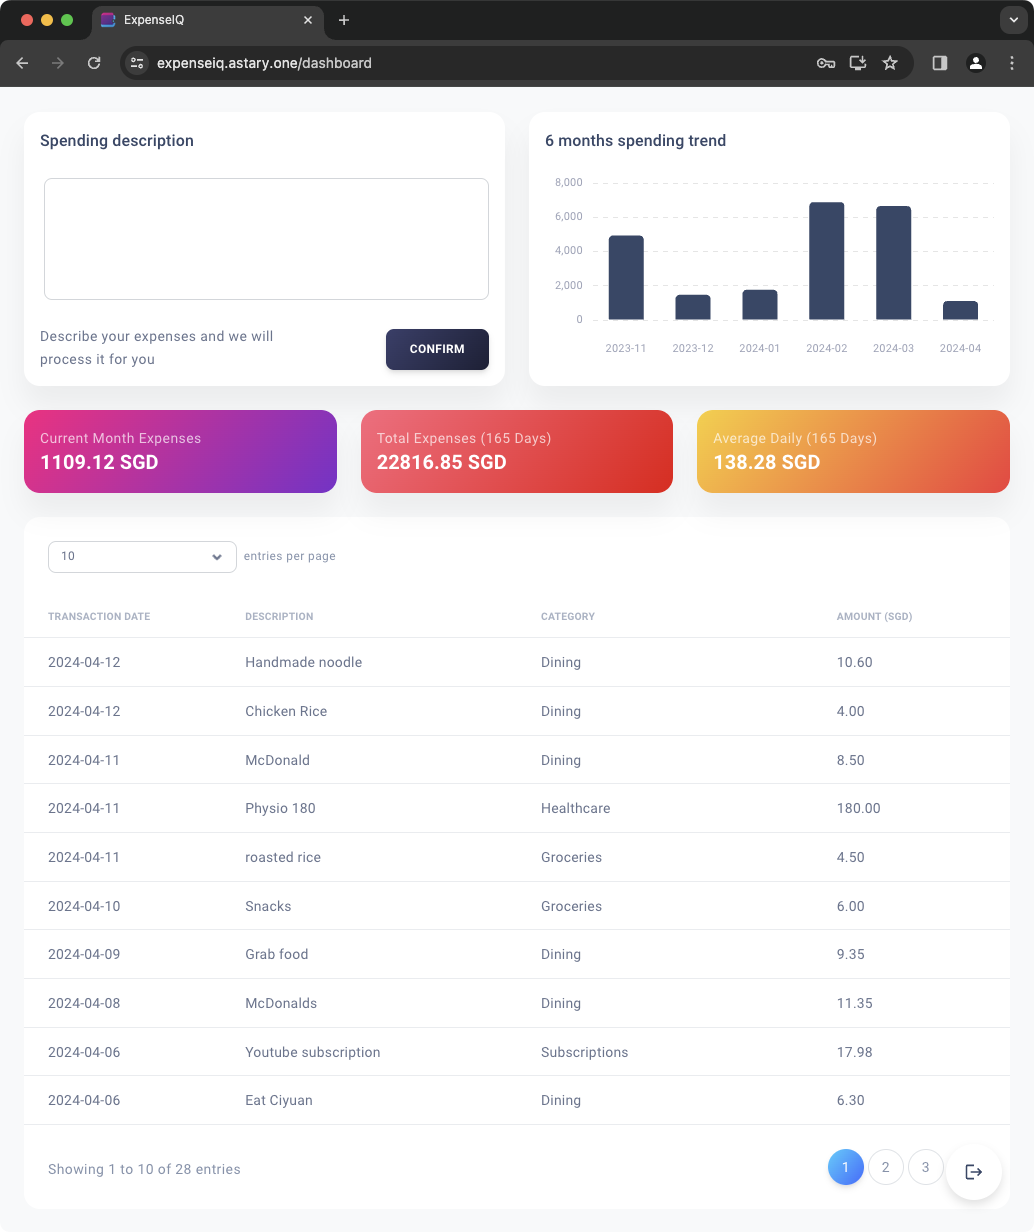 ExpenseIQ
expenseiq.astary.one/dashboard
Spending description
Describe your expenses and we will
process it for you
CONFIRM
6 months spending trend
8,000
6,000
4,000
2,000
0
2023-11 2023-12 2024-01 2024-02 2024-03 2024-04
Current Month Expenses
1109.12 SGD
Total Expenses (165 Days)
22816.85 SGD
Average Daily (165 Days)
138.28 SGD
10 entries per page
TRANSACTION DATE DESCRIPTION CATEGORY AMOUNT (SGD)
2024-04-12 Handmade noodle Dining 10.60
2024-04-12 Chicken Rice Dining 4.00
2024-04-11 McDonald Dining 8.50
2024-04-11 Physio 180 Healthcare 180.00
2024-04-11 roasted rice Groceries 4.50
2024-04-10 Snacks Groceries 6.00
2024-04-09 Grab food Dining 9.35
2024-04-08 McDonalds Dining 11.35
2024-04-06 Youtube subscription Subscriptions 17.98
2024-04-06 Eat Ciyuan Dining 6.30
Showing 1 to 10 of 28 entries 1 2 3